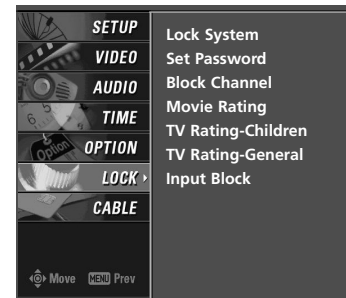 SETUP
VIDEO
AUDIO
TIME
OPTION
LOCK
CABLE
Move MENU Prev
Lock System
Set Password
Block Channel
Movie Rating
TV Rating-Children
TV Rating-General
Input Block